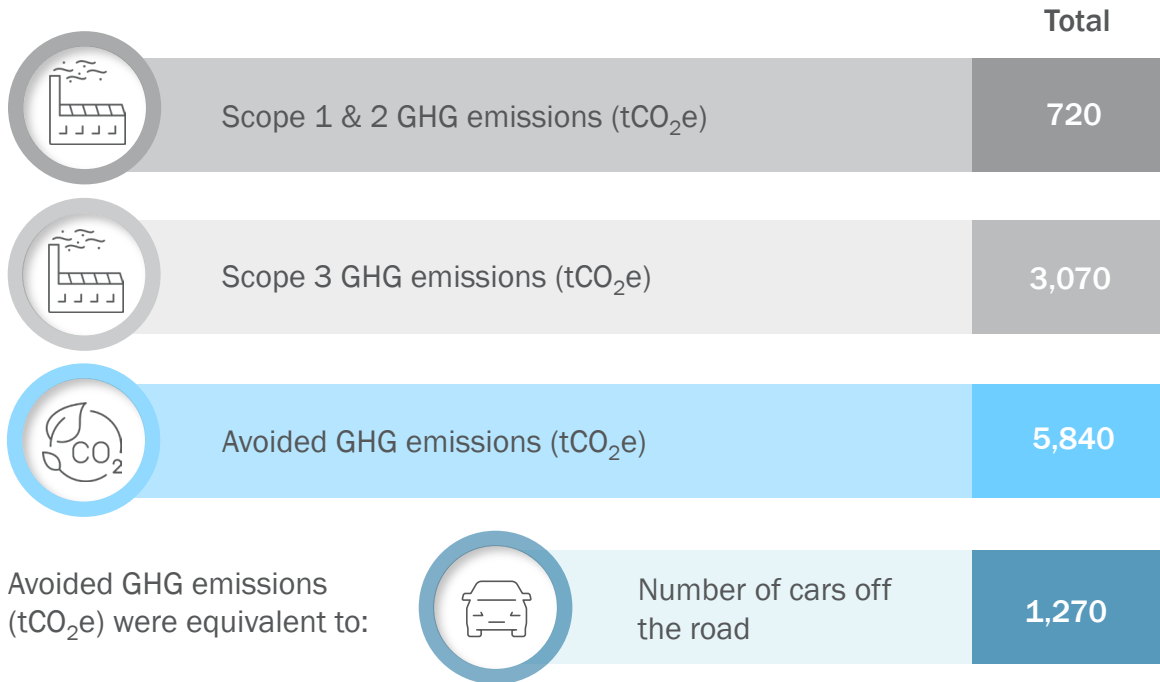 Total
Scope 1 & 2 GHG emissions (tCO₂e)
720
Scope 3 GHG emissions (tCO₂e)
3,070
CO₂
Avoided GHG emissions (tCO₂e)
5,840
Avoided GHG emissions
(tCO₂e) were equivalent to:
Number of cars off
the road
1,270